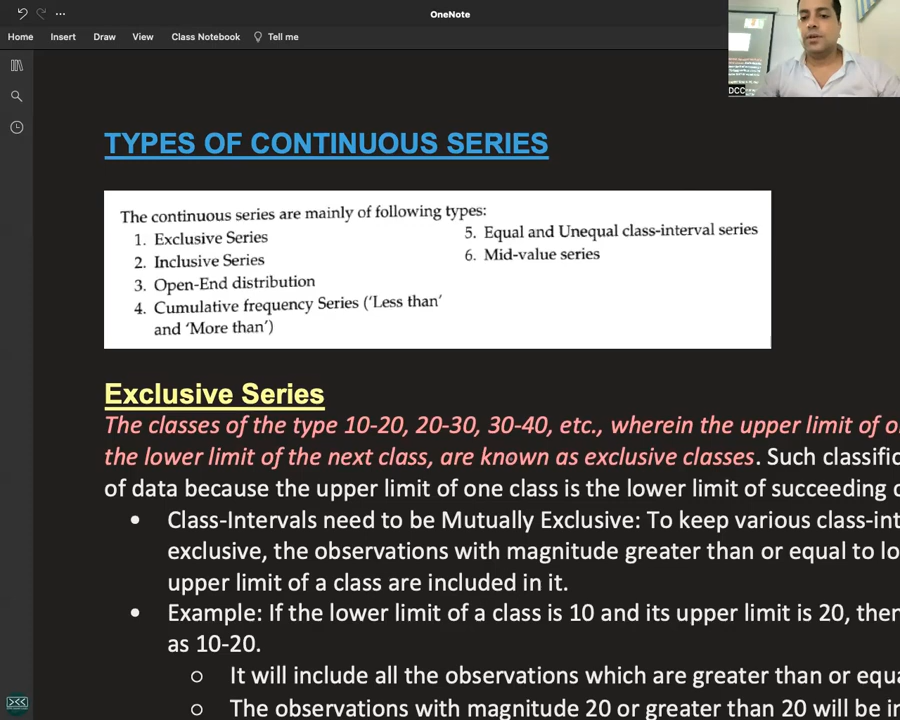 OneNote
Home Insert Draw View Class Notebook Tell me
DCC
TYPES OF CONTINUOUS SERIES
The continuous series are mainly of following types:
1. Exclusive Series
2. Inclusive Series
3. Open-End distribution
4. Cumulative frequency Series ('Less than'
and 'More than')
5. Equal and Unequal class-interval series
6. Mid-value series
Exclusive Series
The classes of the type 10-20, 20-30, 30-40, etc., wherein the upper limit of
the lower limit of the next class, are known as exclusive classes. Such
of data because the upper limit of one class is the lower limit of succeeding
• Class-Intervals need to be Mutually Exclusive: To keep various
exclusive, the observations with magnitude greater than or equal to
upper limit of a class are included in it.
• Example: If the lower limit of a class is 10 and its upper limit is 20,
as 10-20.
○ It will include all the observations which are greater than or
○ The observations with magnitude 20 or greater than 20 will be